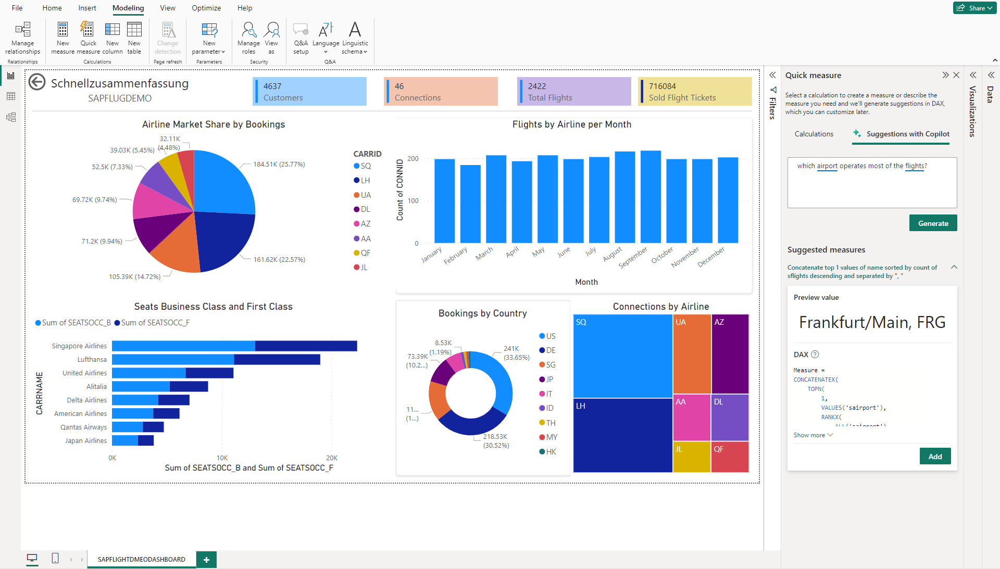 File
Home
Insert
Modeling
View
Optimize
Help
Share
Manage
relationships
New
measure
Quick
measure
New
column
New
table
Change
detection
New
parameter
Manage
roles
View
as
Q&A
setup
Language
Linguistic
schema
Relationships
Calculations
Page refresh
Parameters
Security
Q&A
Schnellzusammenfassung
SAPFLUGDEMO
4637
Customers
46
Connections
2422
Total Flights
716084
Sold Flight Tickets
Airline Market Share by Bookings
32.11K
(4.48%)
39.03K (5.45%)
52.5K (7.33%)
69.72K (9.74%)
71.2K (9.94%)
105.39K (14.72%)
184.51K (25.77%)
161.62K (22.57%)
CARRID
SQ
LH
UA
DL
AZ
AA
QF
JL
Flights by Airline per Month
Count of CONNID
200
100
0
January
February
March
April
May
June
July
August
September
October
November
December
Month
Seats Business Class and First Class
Sum of SEATSOCC_B
Sum of SEATSOCC_F
CARRNAME
Singapore Airlines
Lufthansa
United Airlines
Alitalia
Delta Airlines
American Airlines
Qantas Airways
Japan Airlines
0K
10K
20K
Sum of SEATSOCC_B and Sum of SEATSOCC_F
Bookings by Country
8.53K
(1.19%)
73.39K
(10.2...)
11...
(1...)
241K
(33.65%)
218.53K
(30.52%)
US
DE
SG
JP
IT
ID
TH
MY
HK
Connections by Airline
SQ
LH
UA
AZ
AA
DL
JL
QF
Filters
Quick measure
Select a calculation to create a measure or describe the
measure you need and we'll generate suggestions in DAX,
which you can customize later.
Calculations
Suggestions with Copilot
which airport operates most of the flights?
Generate
Suggested measures
Concatenate top 1 values of name sorted by count of
sflights descending and separated by ", "
Preview value
Frankfurt/Main, FRG
DAX
Measure =
CONCATENATEX(
TOPN(
1,
VALUES('sairport'),
RANKX(
ALL('sairport')
Show more
Add
Visualizations
Data
SAPFLIGHTDMEODASHBOARD